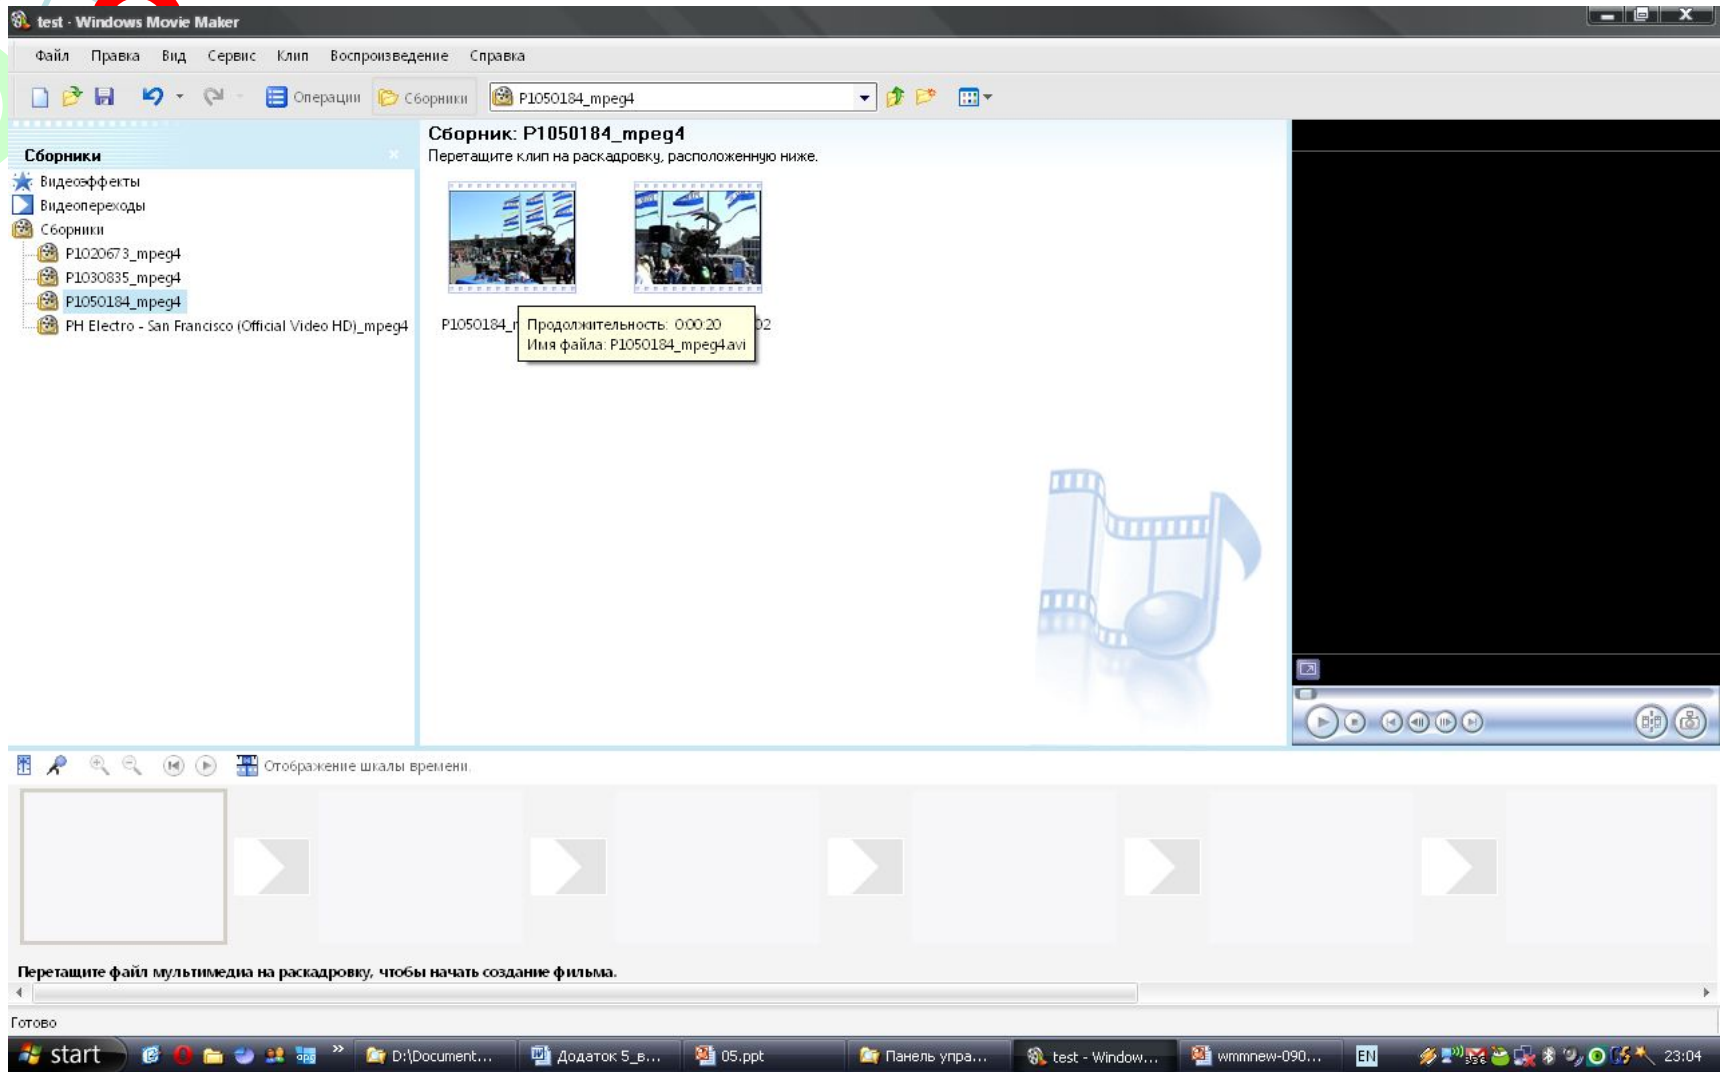 test - Windows Movie Maker
Файл Правка Вид Сервис Клип Воспроизведение Справка
Операции Сборники P1050184_mpeg4
Сборники
Видеоэффекты
Видеопереходы
Сборники
P1020673_mpeg4
P1030835_mpeg4
P1050184_mpeg4
PH Electro - San Francisco (Official Video HD)_mpeg4
Сборник: P1050184_mpeg4
Перетащите клип на раскадровку, расположенную ниже.
P1050184_
02
Продолжительность: 0:00:20
Имя файла: P1050184_mpeg4.avi
Отображение шкалы времени.
Перетащите файл мультимедиа на раскадровку, чтобы начать создание фильма.
Готово
start » D:\Document... Додаток 5_в... 05.ppt Панель упра... test - Window... wmmnew-090... EN 23:04